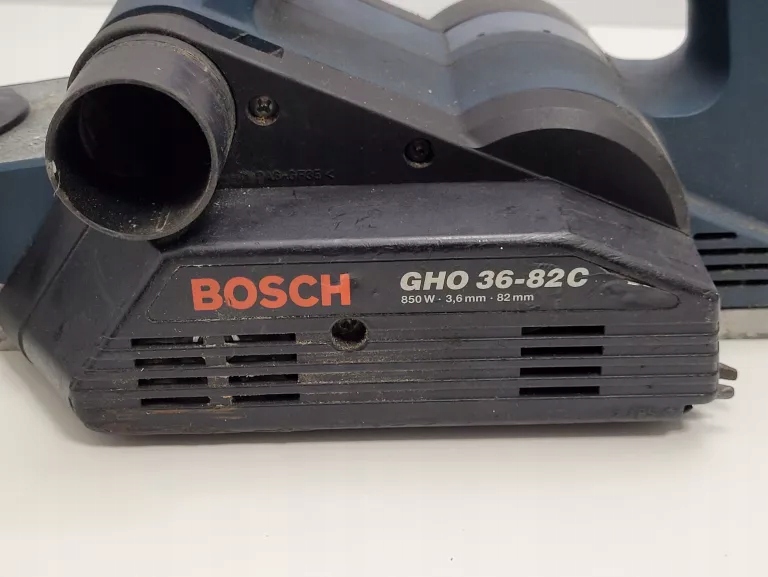 BOSCH
GHO 36-82C
850 W · 3,6 mm · 82 mm